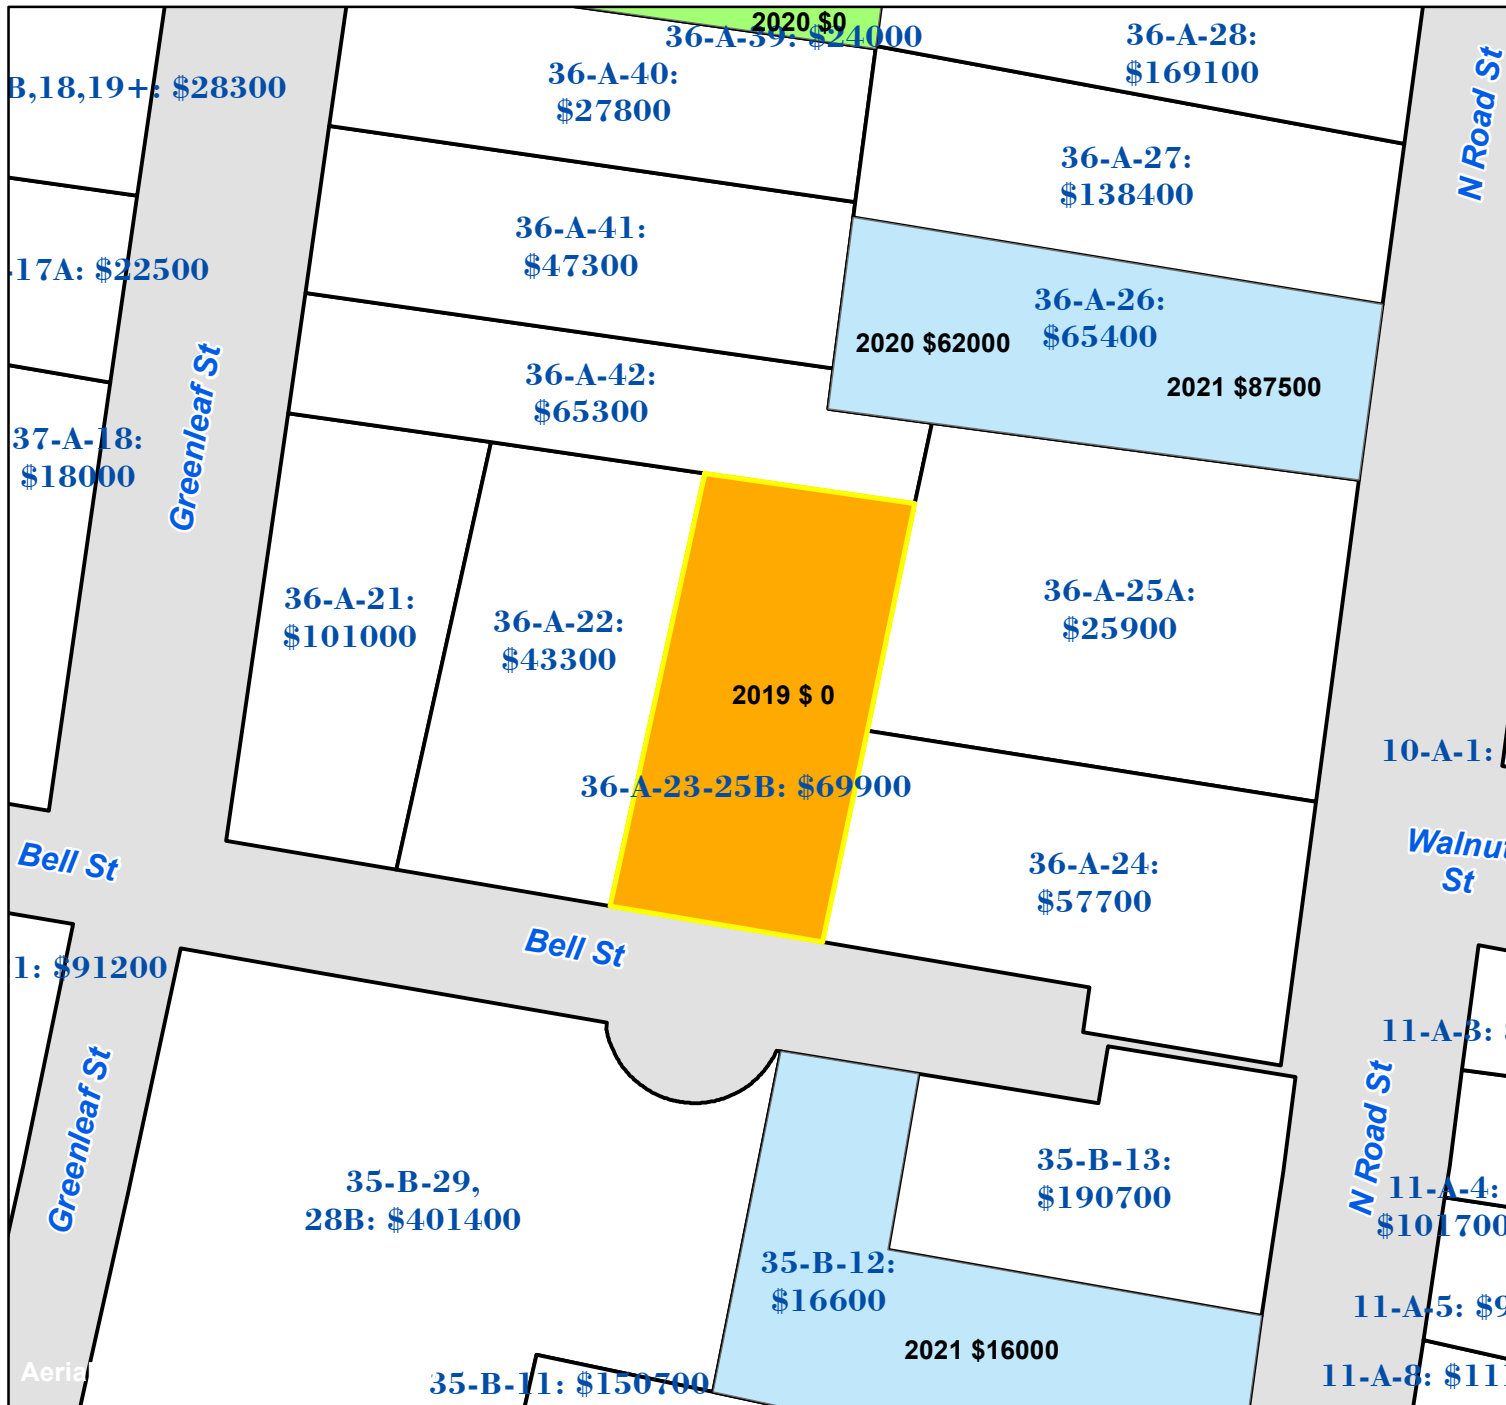 2020 $0
36-A-39: $24000
36-A-28:
$169100
N Road St
B,18,19+: $28300
36-A-40:
$27800
36-A-27:
$138400
36-A-41:
$47300
-17A: $22500
36-A-26:
$65400
2020 $62000
2021 $87500
Greenleaf St
36-A-42:
$65300
37-A-18:
$18000
36-A-21:
$101000
36-A-22:
$43300
36-A-25A:
$25900
2019 $ 0
36-A-23-25B: $69900
10-A-1:
Bell St
Walnut
St
36-A-24:
$57700
Bell St
1: $91200
11-A-3:
Greenleaf St
N Road St
35-B-13:
$190700
35-B-29,
28B: $401400
11-A-4:
$101700
35-B-12:
$16600
11-A-5: $9
2021 $16000
Aerial
35-B-11: $150700
11-A-8: $111